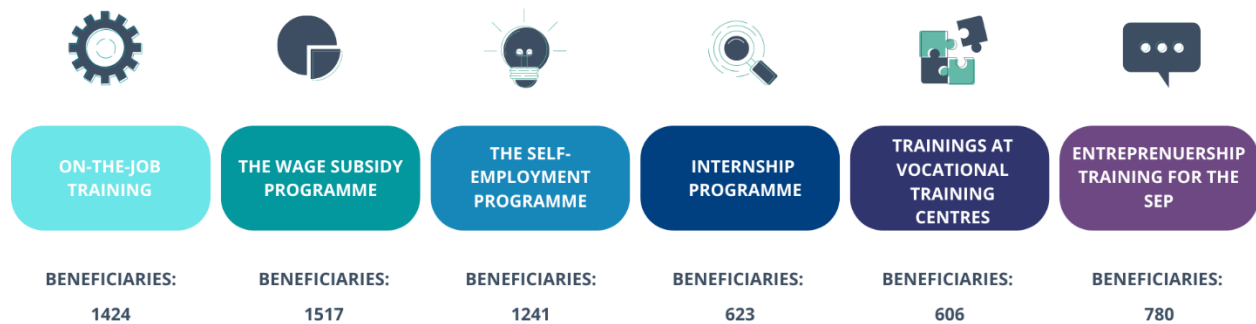 ON-THE-JOB
TRAINING
THE WAGE SUBSIDY
PROGRAMME
THE SELF-
EMPLOYMENT
PROGRAMME
INTERNSHIP
PROGRAMME
TRAININGS AT
VOCATIONAL
TRAINING
CENTRES
ENTREPRENUERSHIP
TRAINING FOR THE
SEP
BENEFICIARIES:
1424
BENEFICIARIES:
1517
BENEFICIARIES:
1241
BENEFICIARIES:
623
BENEFICIARIES:
606
BENEFICIARIES:
780